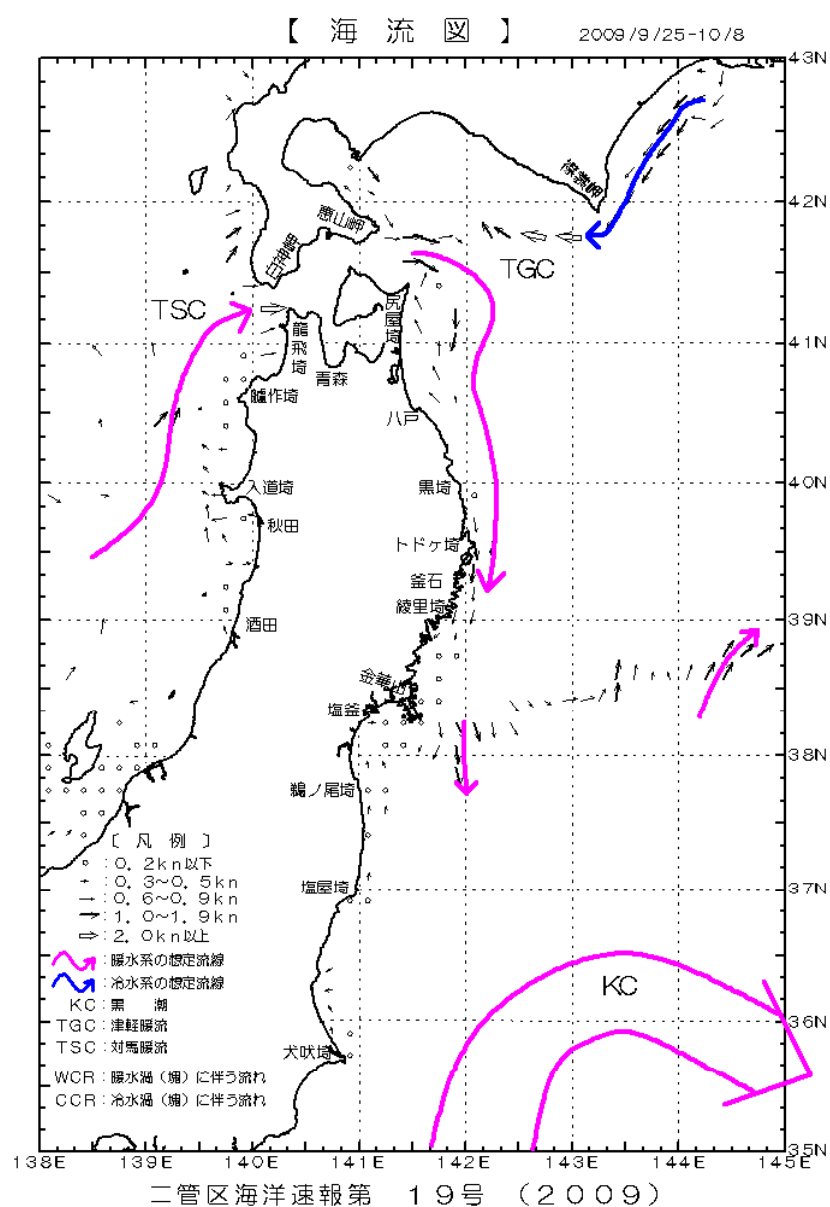 【 海 流 図 】 2009/9/25-10/8
43N
42N
41N
40N
39N
38N
37N
36N
35N
襟裳岬
恵山岬
白神岬
TGC
TSC
尻屋埼
龍飛埼
青森
艫作埼
八戸
入道埼
黒埼
秋田
トドケ埼
釜石
綾里埼
酒田
金華山
塩釜
鵜ノ尾埼
塩屋埼
犬吠埼
KC
〔 凡 例 〕
:0.2kn以下
:0.3~0.5kn
:0.6~0.9kn
:1.0~1.9kn
:2.0kn以上
:暖水系の想定流線
:冷水系の想定流線
KC:黒 潮
TGC:津軽暖流
TSC:対馬暖流
WCR:暖水渦(塊)に伴う流れ
CCR:冷水渦(塊)に伴う流れ
138E 139E 140E 141E 142E 143E 144E 145E
二管区海洋速報第 19号 (2009)